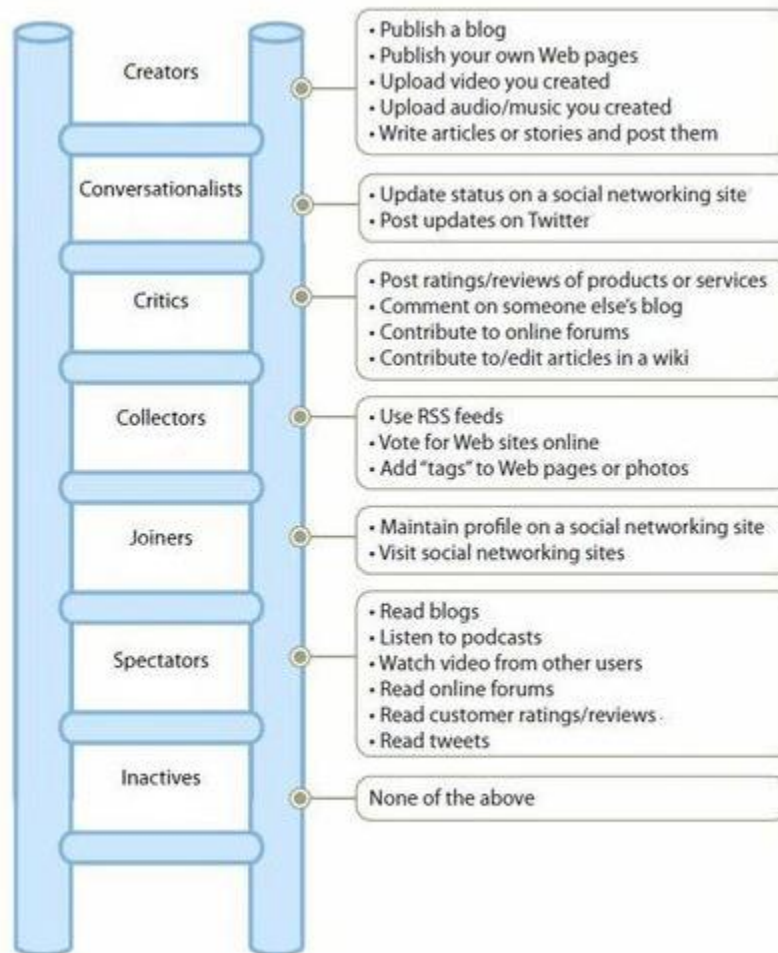 Creators
• Publish a blog
• Publish your own Web pages
• Upload video you created
• Upload audio/music you created
• Write articles or stories and post them
Conversationalists
• Update status on a social networking site
• Post updates on Twitter
Critics
• Post ratings/reviews of products or services
• Comment on someone else's blog
• Contribute to online forums
• Contribute to/edit articles in a wiki
Collectors
• Use RSS feeds
• Vote for Web sites online
• Add "tags" to Web pages or photos
Joiners
• Maintain profile on a social networking site
• Visit social networking sites
Spectators
• Read blogs
• Listen to podcasts
• Watch video from other users
• Read online forums
• Read customer ratings/reviews
• Read tweets
Inactives
None of the above